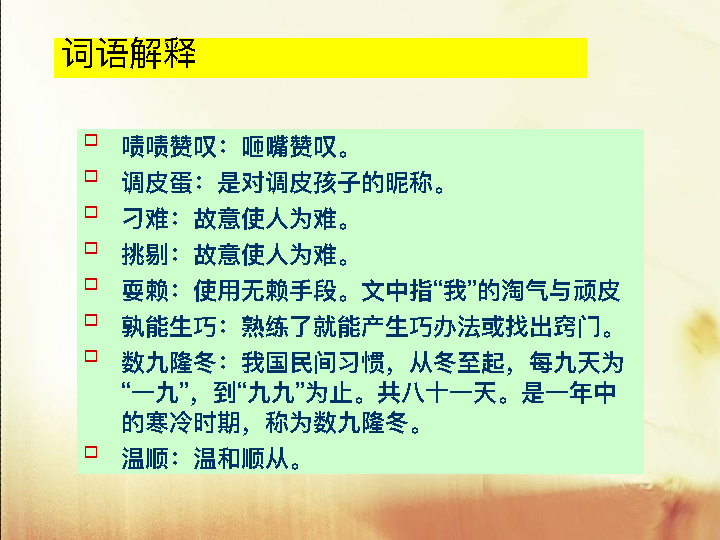 词语解释
啧啧赞叹：咂嘴赞叹。
调皮蛋：是对调皮孩子的昵称。
刁难：故意使人为难。
挑剔：故意使人为难。
耍赖：使用无赖手段。文中指“我”的淘气与顽皮
孰能生巧：熟练了就能产生巧办法或找出窍门。
数九隆冬：我国民间习惯，从冬至起，每九天为
“一九”，到“九九”为止。共八十一天。是一年中
的寒冷时期，称为数九隆冬。
温顺：温和顺从。